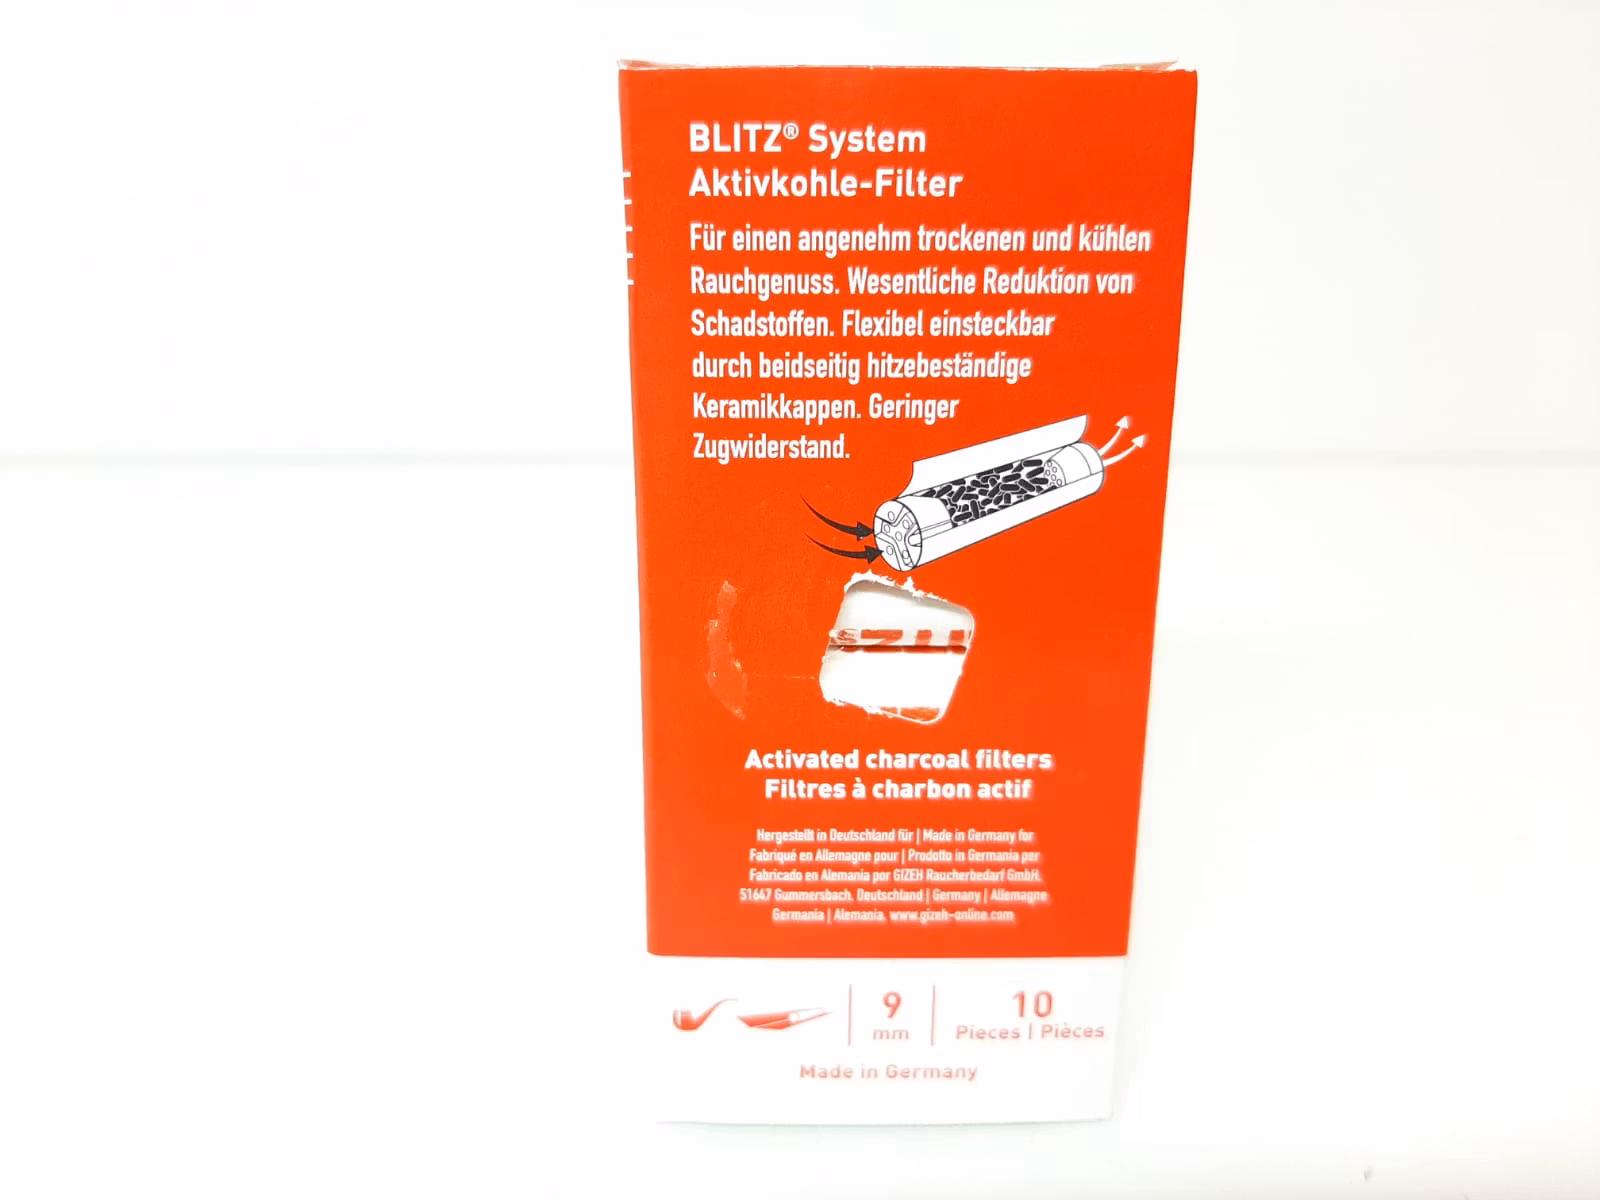 BLITZ® System
Aktivkohle-Filter
Für einen angenehm trockenen und kühlen
Rauchgenuss. Wesentliche Reduktion von
Schadstoffen. Flexibel einsteckbar
durch beidseitig hitzebeständige
Keramikkappen. Geringer
Zugwiderstand.
Activated charcoal filters
Filtres à charbon actif
Hergestellt in Deutschland für | Made in Germany for
Fabriqué en Allemagne pour | Prodotto in Germania per
Fabricado en Alemania por GIZEH Raucherbedarf GmbH,
51647 Gummersbach, Deutschland | Germany | Allemagne
Germania | Alemania, www.gizeh-online.com
9
mm
10
Pieces | Pièces
Made in Germany